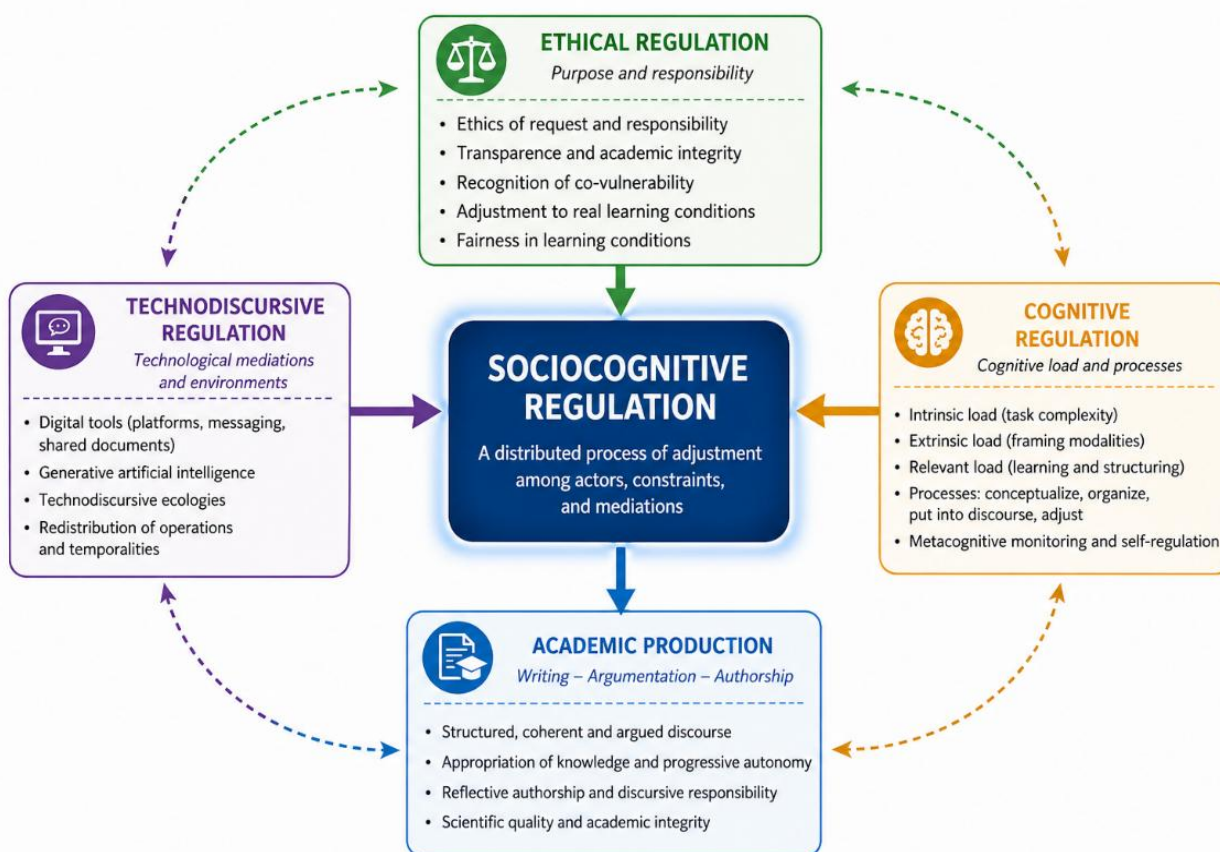 ETHICAL REGULATION
Purpose and responsibility
• Ethics of request and responsibility
• Transparence and academic integrity
• Recognition of co-vulnerability
• Adjustment to real learning conditions
• Fairness in learning conditions
TECHNODISCURSIVE
REGULATION
Technological mediations
and environments
• Digital tools (platforms, messaging,
shared documents)
• Generative artificial intelligence
• Technodiscursive ecologies
• Redistribution of operations
and temporalities
SOCIOCOGNITIVE
REGULATION
A distributed process of adjustment
among actors, constraints,
and mediations
COGNITIVE
REGULATION
Cognitive load and processes
• Intrinsic load (task complexity)
• Extrinsic load (framing modalities)
• Relevant load (learning and structuring)
• Processes: conceptualize, organize,
put into discourse, adjust
• Metacognitive monitoring and self-regulation
ACADEMIC PRODUCTION
Writing – Argumentation – Authorship
• Structured, coherent and argued discourse
• Appropriation of knowledge and progressive autonomy
• Reflective authorship and discursive responsibility
• Scientific quality and academic integrity